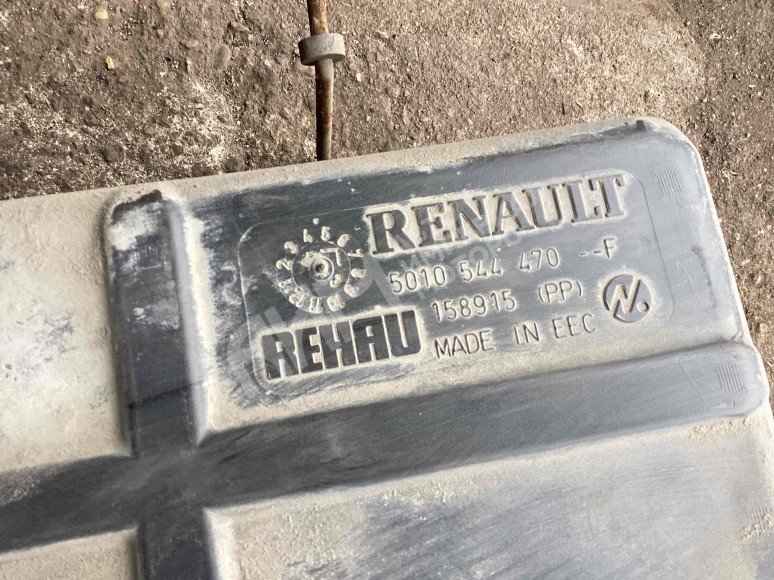 RENAULT
5010 544 470 --F
158915 (PP)
REHAU
MADE IN EEC